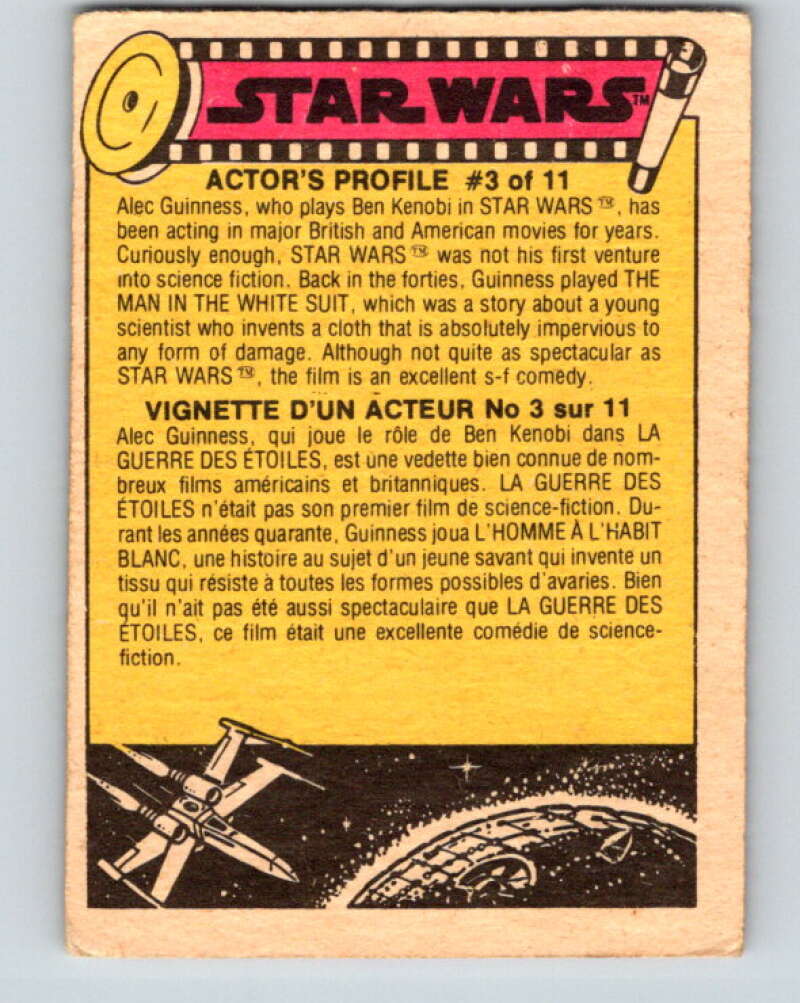 STAR WARS™
ACTOR'S PROFILE #3 of 11
Alec Guinness, who plays Ben Kenobi in STAR WARS™, has
been acting in major British and American movies for years.
Curiously enough, STAR WARS™ was not his first venture
into science fiction. Back in the forties, Guinness played THE
MAN IN THE WHITE SUIT, which was a story about a young
scientist who invents a cloth that is absolutely impervious to
any form of damage. Although not quite as spectacular as
STAR WARS™, the film is an excellent s-f comedy.
VIGNETTE D'UN ACTEUR No 3 sur 11
Alec Guinness, qui joue le rôle de Ben Kenobi dans LA
GUERRE DES ÉTOILES, est une vedette bien connue de nom-
breux films américains et britanniques. LA GUERRE DES
ÉTOILES n'était pas son premier film de science-fiction. Du-
rant les années quarante, Guinness joua L'HOMME À L'HABIT
BLANC, une histoire au sujet d'un jeune savant qui invente un
tissu qui résiste à toutes les formes possibles d'avaries. Bien
qu'il n'ait pas été aussi spectaculaire que LA GUERRE DES
ÉTOILES, ce film était une excellente comédie de science-
fiction.